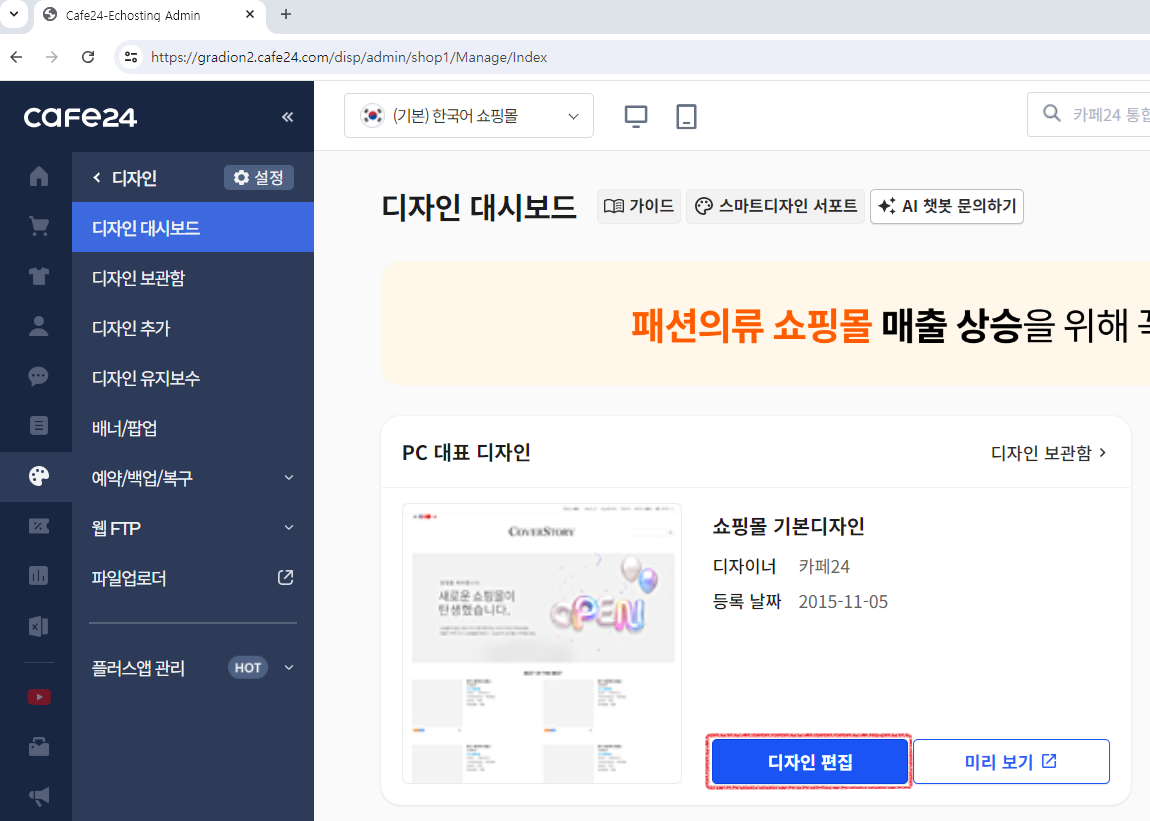 Cafe24-Echosting Admin
https://gradion2.cafe24.com/disp/admin/shop1/Manage/Index
cafe24
(기본) 한국어 쇼핑몰
카페24 통합
디자인
설정
디자인 대시보드
디자인 보관함
디자인 추가
디자인 유지보수
배너/팝업
예약/백업/복구
웹 FTP
파일업로더
플러스앱 관리
HOT
디자인 대시보드
가이드
스마트디자인 서포트
AI 챗봇 문의하기
패션의류 쇼핑몰 매출 상승을 위해
PC 대표 디자인
디자인 보관함
COVERSTORY
새로운 쇼핑몰이
탄생했습니다.
OPEN
쇼핑몰 기본디자인
디자이너 카페24
등록 날짜 2015-11-05
디자인 편집
미리 보기